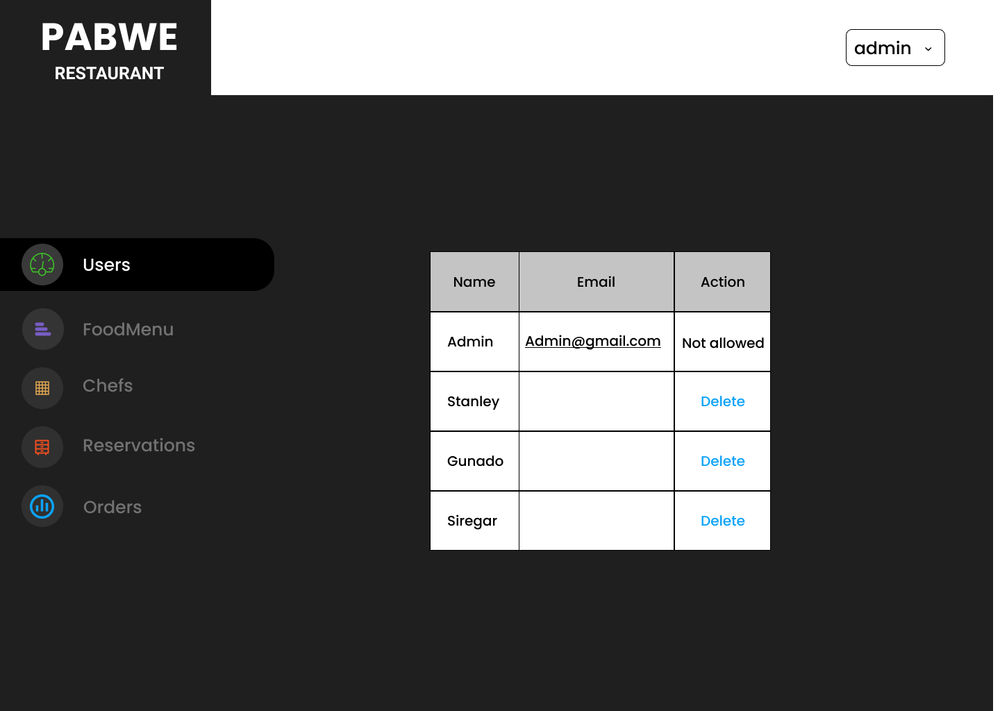 PABWE
RESTAURANT
admin
Users
FoodMenu
Chefs
Reservations
Orders
Name Email Action
Admin Admin@gmail.com Not allowed
Stanley Delete
Gunado Delete
Siregar Delete